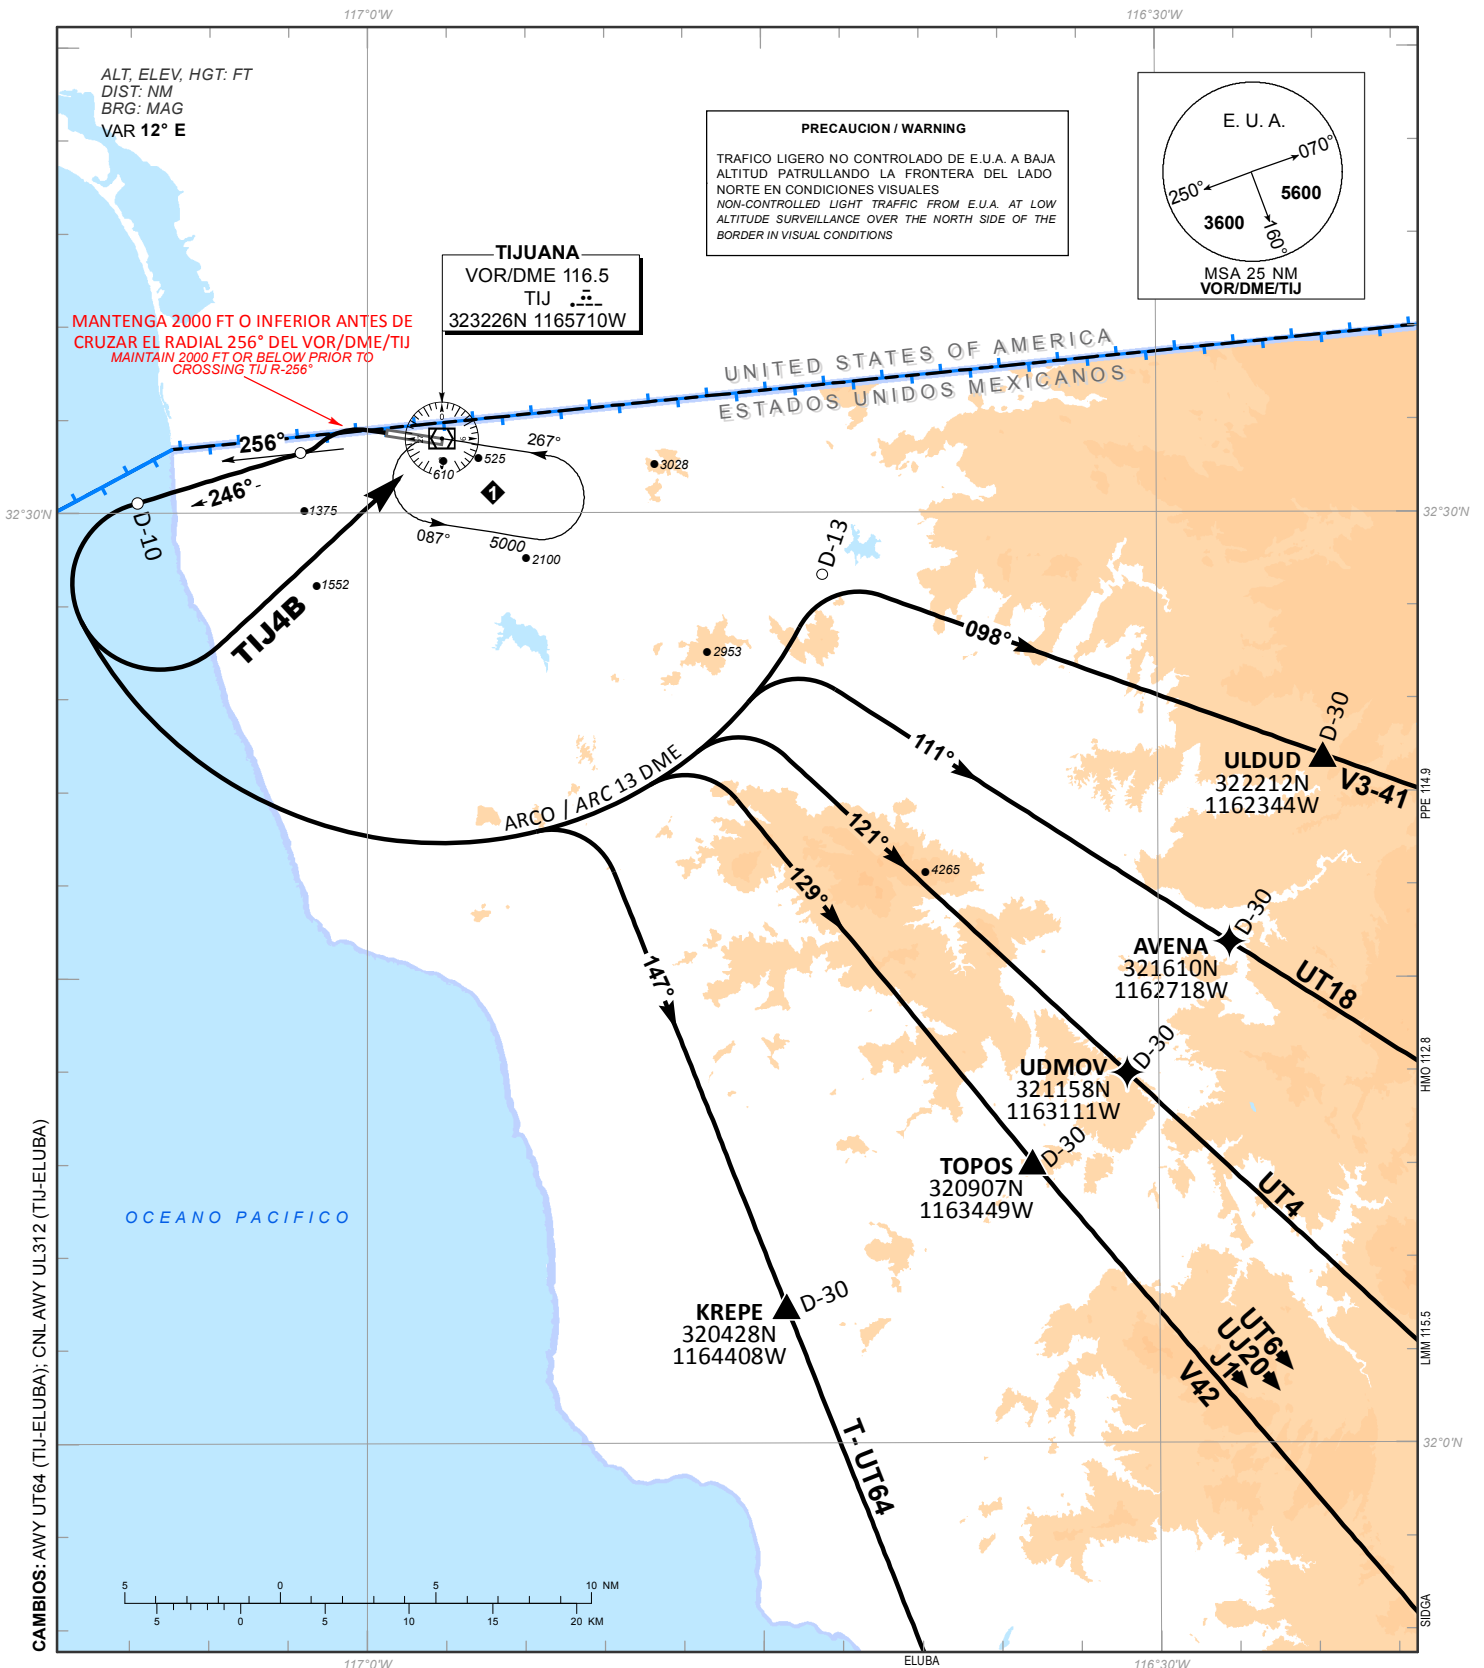 117°0'W
116°30'W
ALT, ELEV, HGT: FT
DIST: NM
BRG: MAG
VAR 12° E
PRECAUCION / WARNING
TRAFICO LIGERO NO CONTROLADO DE E.U.A. A BAJA
ALTITUD PATRULLANDO LA FRONTERA DEL LADO
NORTE EN CONDICIONES VISUALES
NON-CONTROLLED LIGHT TRAFFIC FROM E.U.A. AT LOW
ALTITUDE SURVEILLANCE OVER THE NORTH SIDE OF THE
BORDER IN VISUAL CONDITIONS
E. U. A.
070°
250°
5600
3600
160°
MSA 25 NM
VOR/DME/TIJ
TIJUANA
VOR/DME 116.5
TIJ
323226N 1165710W
MANTENGA 2000 FT O INFERIOR ANTES DE
CRUZAR EL RADIAL 256° DEL VOR/DME/TIJ
MAINTAIN 2000 FT OR BELOW PRIOR TO
CROSSING TIJ R-256°
UNITED STATES OF AMERICA
ESTADOS UNIDOS MEXICANOS
256°
267°
525
610
3028
246°
1
1375
32°30'N
32°30'N
D-10
087°
5000
2100
D-13
1552
TIJ4B
098°
2953
D-30
ULDUD
322212N
1162344W
V3-41
PPE 114.9
111°
ARCO / ARC 13 DME
121°
4265
129°
D-30
AVENA
321610N
1162718W
UT18
147°
D-30
UDMOV
321158N
1163111W
HMO 112.8
D-30
TOPOS
320907N
1163449W
UT4
OCEANO PACIFICO
D-30
KREPE
320428N
1164408W
UT6
UJ20
J1
V42
LMM 115.5
T- UT64
32°0'N
CAMBIOS: AWY UT64 (TIJ-ELUBA); CNL AWY UL312 (TIJ-ELUBA)
5 0 5 10 NM
5 0 5 10 15 20 KM
SIDGA
ELUBA
117°0'W
116°30'W